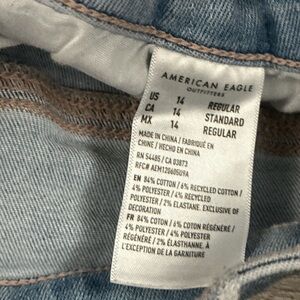 AMERICAN EAGLE
OUTFITTERS
US 14 REGULAR
CA 14 STANDARD
MX 14 REGULAR
MADE IN CHINA / FABRIQUÉ EN
CHINE / HECHO EN CHINA
RN 54485 / CA 03873
RFC# AEM120605U9A
EN 84% COTTON / 6% RECYCLED COTTON /
4% POLYESTER / 4% RECYCLED
POLYESTER / 2% ELASTANE. EXCLUSIVE OF
DECORATION
FR 84% COTON / 6% COTON RÉGÉNÉRÉ /
4% POLYESTER / 4% POLYESTER
RÉGÉNÉRÉ / 2% ÉLASTHANNE. À
L'EXCEPTION DE LA GARNITURE